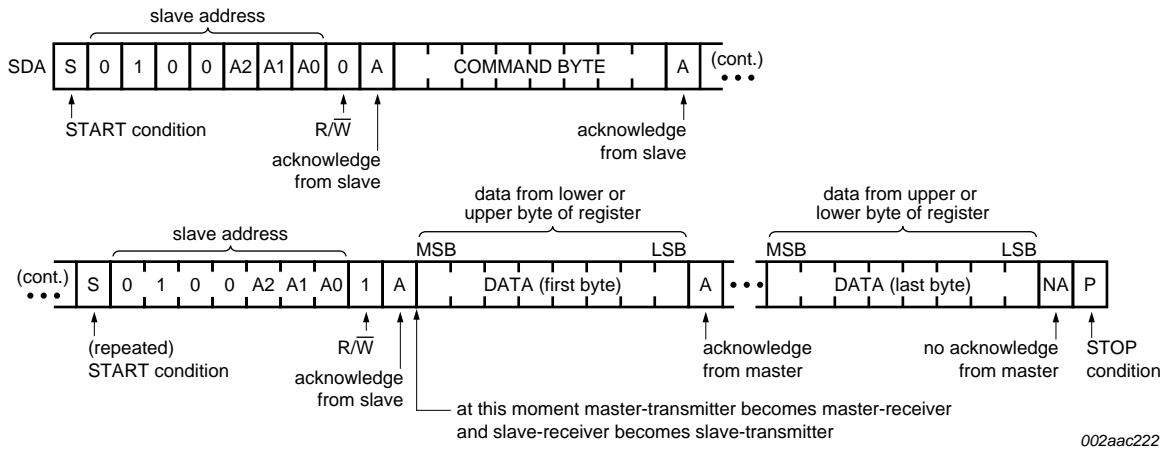 slave address
SDA S 0 1 0 0 A2 A1 A0 0 A COMMAND BYTE A (cont.)
START condition R/W̅ acknowledge from slave acknowledge from slave
data from lower or upper byte of register data from upper or lower byte of register
slave address MSB LSB MSB LSB
(cont.) S 0 1 0 0 A2 A1 A0 1 A DATA (first byte) A DATA (last byte) NA P
(repeated) START condition R/W̅ acknowledge from slave acknowledge from master no acknowledge from master STOP condition
at this moment master-transmitter becomes master-receiver
and slave-receiver becomes slave-transmitter
002aac222